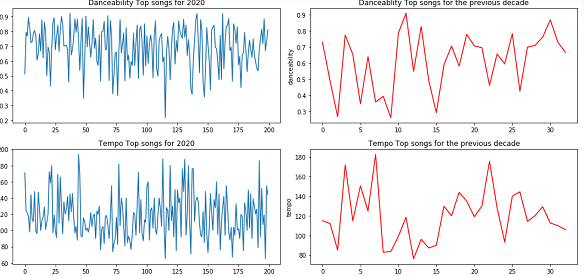 Danceability Top songs for 2020
0.9
0.8
0.7
0.6
0.5
0.4
0.3
0.2
0 25 50 75 100 125 150 175 200
Danceablity Top songs for the previous decade
danceability
0.9
0.8
0.7
0.6
0.5
0.4
0.3
0 5 10 15 20 25 30
Tempo Top songs for 2020
200
180
160
140
120
100
80
60
0 25 50 75 100 125 150 175 200
Tempo Top songs for the previous decade
tempo
180
160
140
120
100
80
0 5 10 15 20 25 30